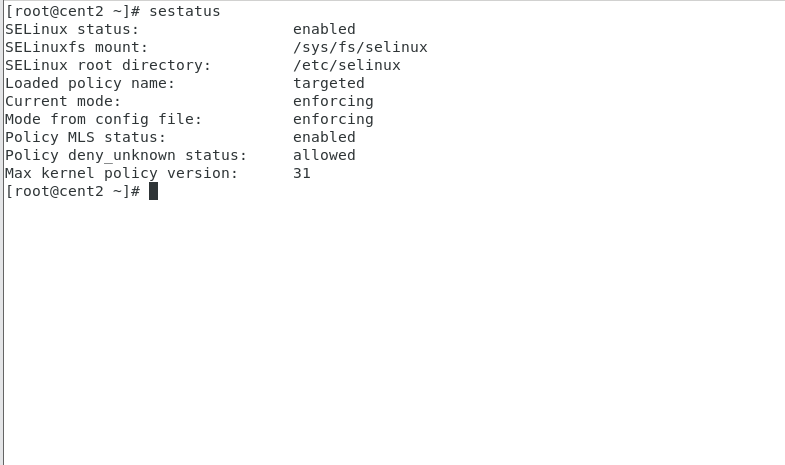 [root@cent2 ~]# sestatus
SELinux status:                 enabled
SELinuxfs mount:                /sys/fs/selinux
SELinux root directory:         /etc/selinux
Loaded policy name:             targeted
Current mode:                   enforcing
Mode from config file:          enforcing
Policy MLS status:              enabled
Policy deny_unknown status:     allowed
Max kernel policy version:      31
[root@cent2 ~]#